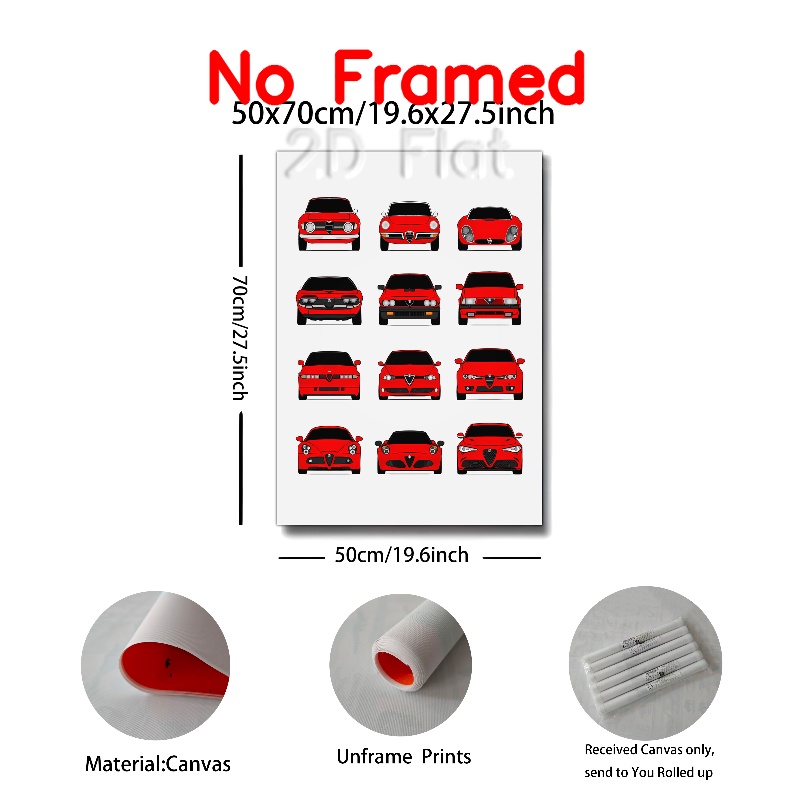 No Framed
50x70cm/19.6x27.5inch
2D Flat
70cm/27.5inch
50cm/19.6inch
Material:Canvas
Unframe Prints
Received Canvas only,
send to You Rolled up